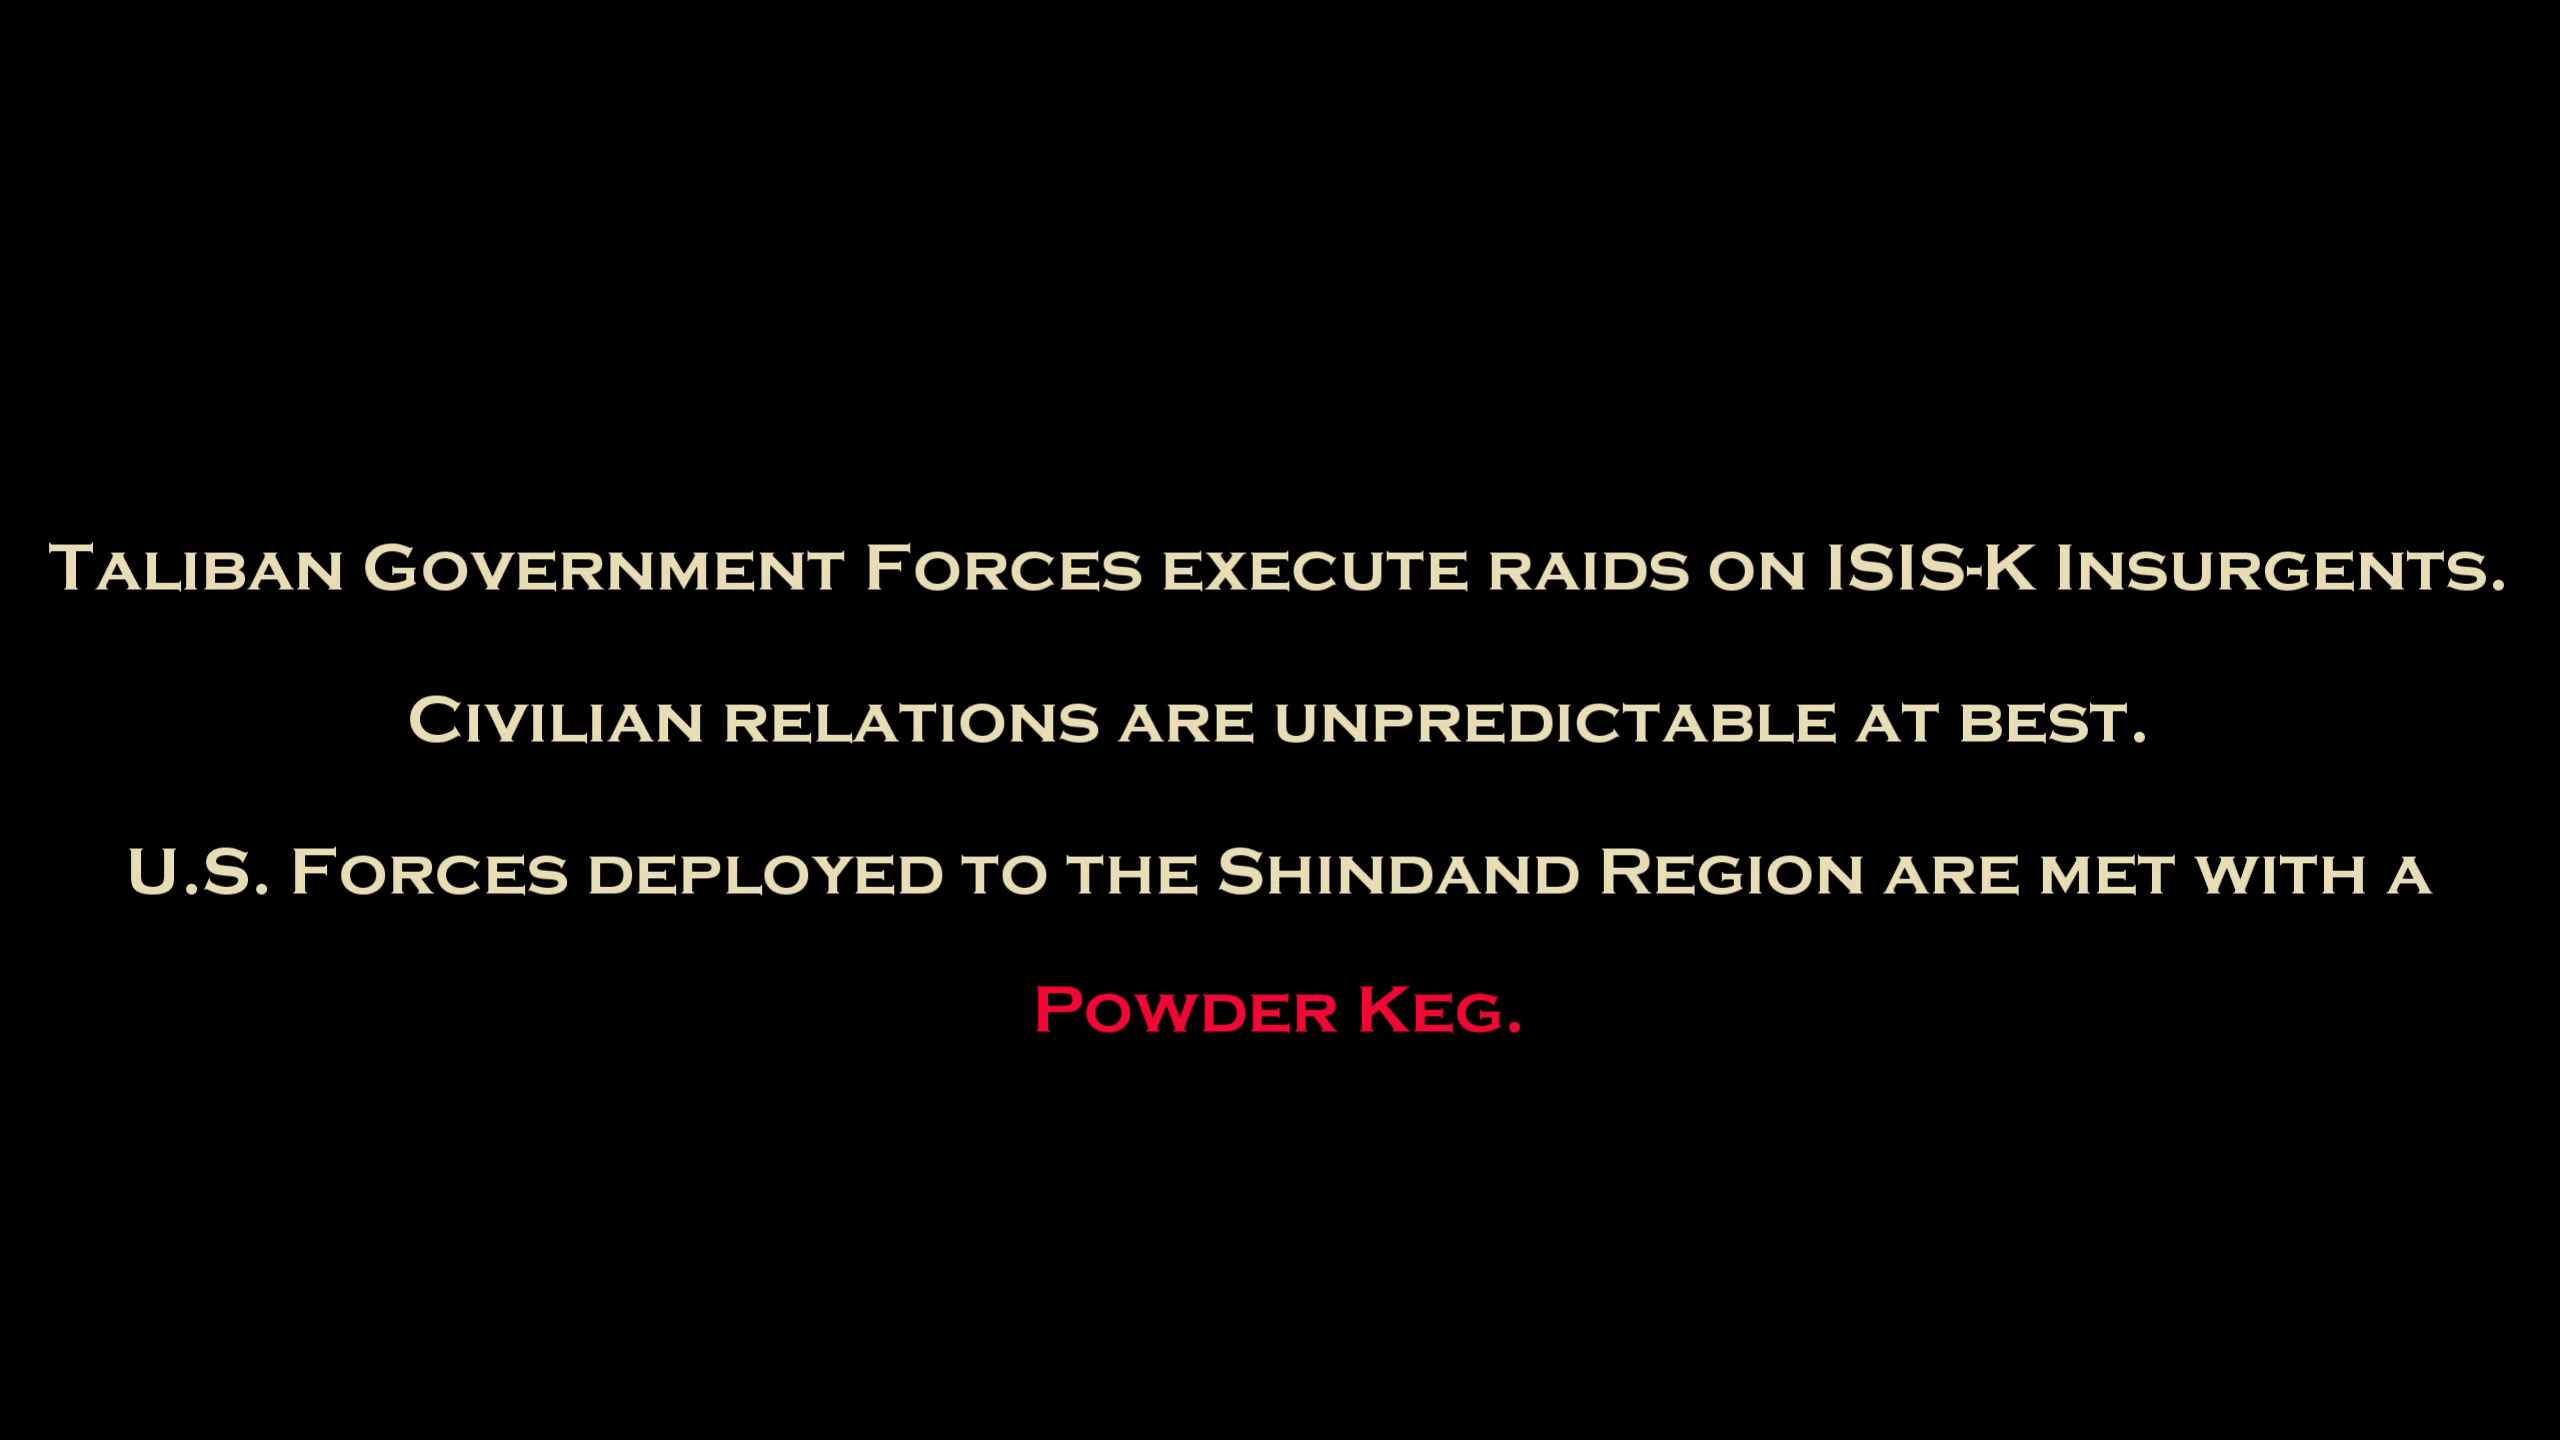 Taliban Government Forces execute raids on ISIS-K Insurgents.
Civilian relations are unpredictable at best.
U.S. Forces deployed to the Shindand Region are met with a
Powder Keg.